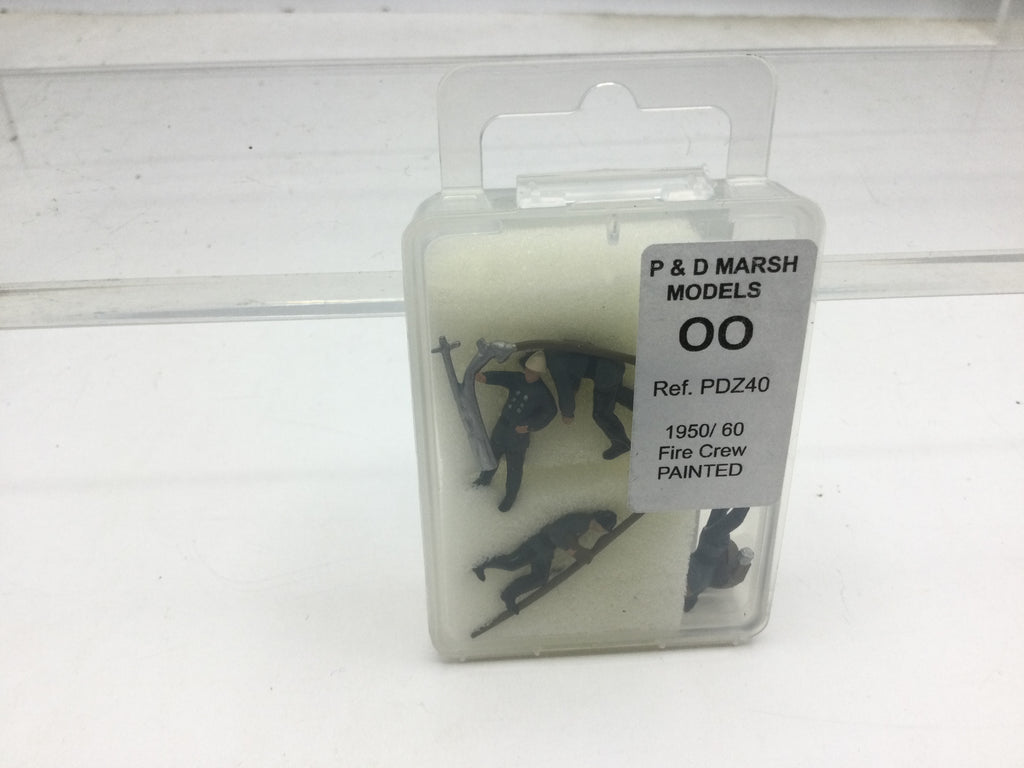 P & D MARSH
MODELS
OO
Ref. PDZ40
1950/ 60
Fire Crew
PAINTED